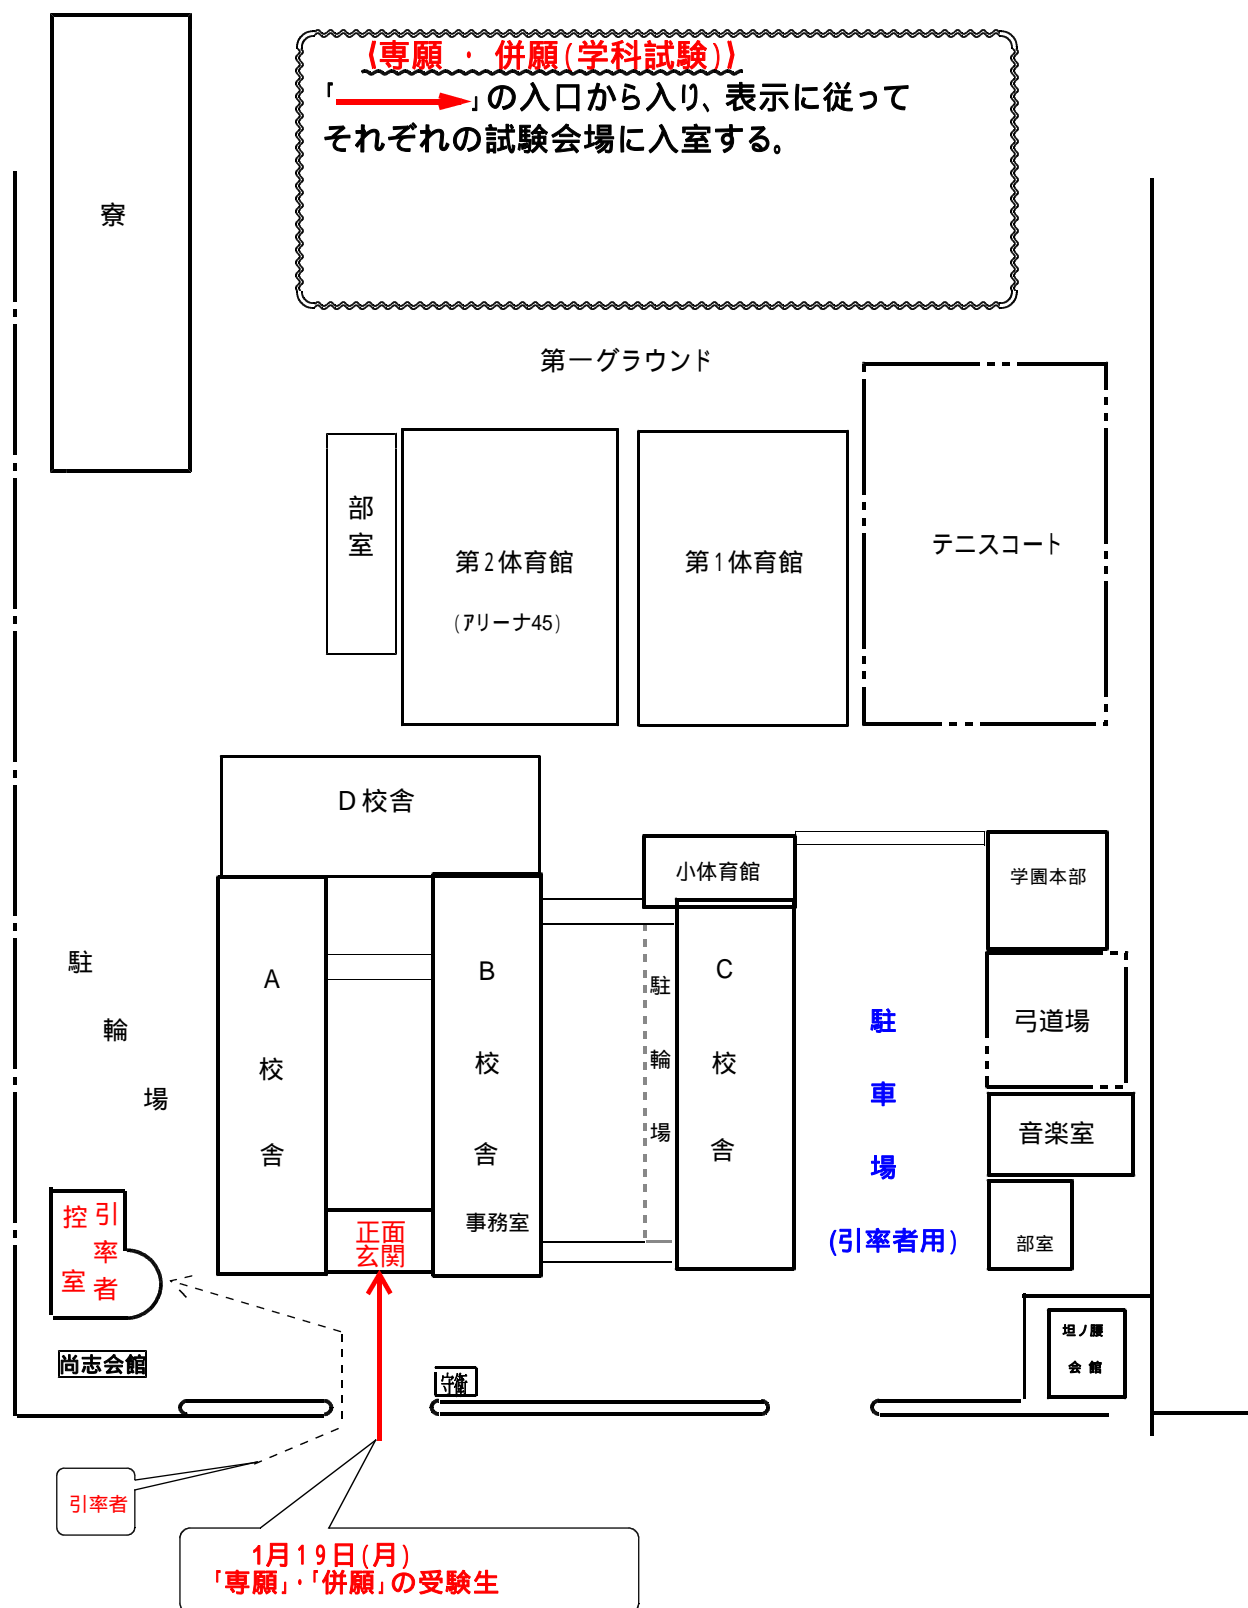 (専願 ・ 併願(学科試験))
「」の入口から入り、表示に従って
それぞれの試験会場に入室する。
寮
第一グラウンド
部室
第2体育館
(アリーナ45)
第1体育館
テニスコート
D校舎
小体育館
学園本部
駐輪場
A校舎
B校舎
事務室
駐輪場
C校舎
駐車場
(引率者用)
弓道場
音楽室
部室
引率者
控室
正面
玄関
尚志会館
守衛
坦ノ腰
会館
引率者
1月19日(月)
「専願」・「併願」の受験生